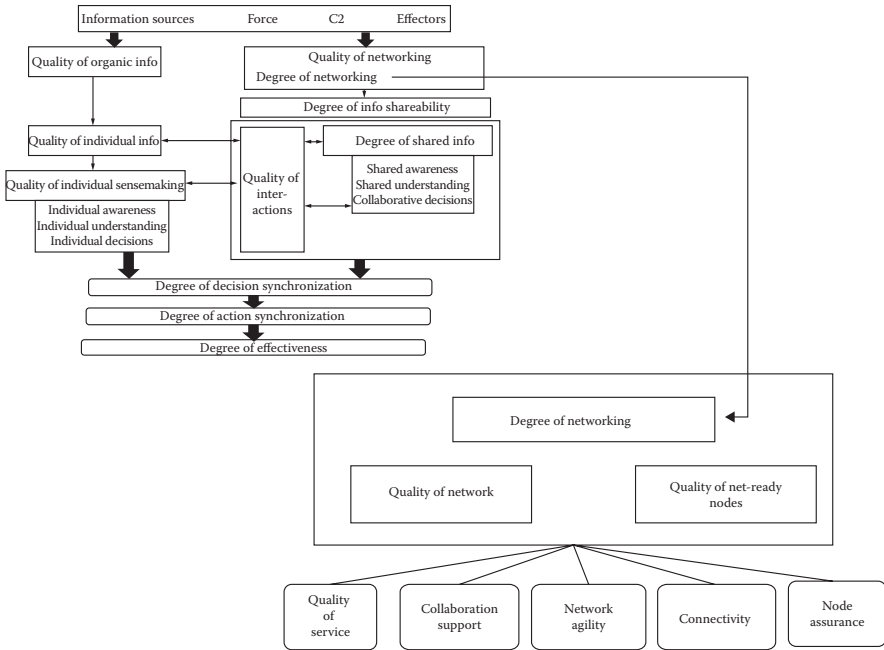 Information sources Force C2 Effectors
Quality of organic info
Quality of networking
Degree of networking
Degree of info shareability
Quality of individual info
Degree of shared info
Quality of individual sensemaking
Quality of
inter-
actions
Shared awareness
Shared understanding
Collaborative decisions
Individual awareness
Individual understanding
Individual decisions
Degree of decision synchronization
Degree of action synchronization
Degree of effectiveness
Degree of networking
Quality of network
Quality of net-ready
nodes
Quality
of
service
Collaboration
support
Network
agility
Connectivity
Node
assurance